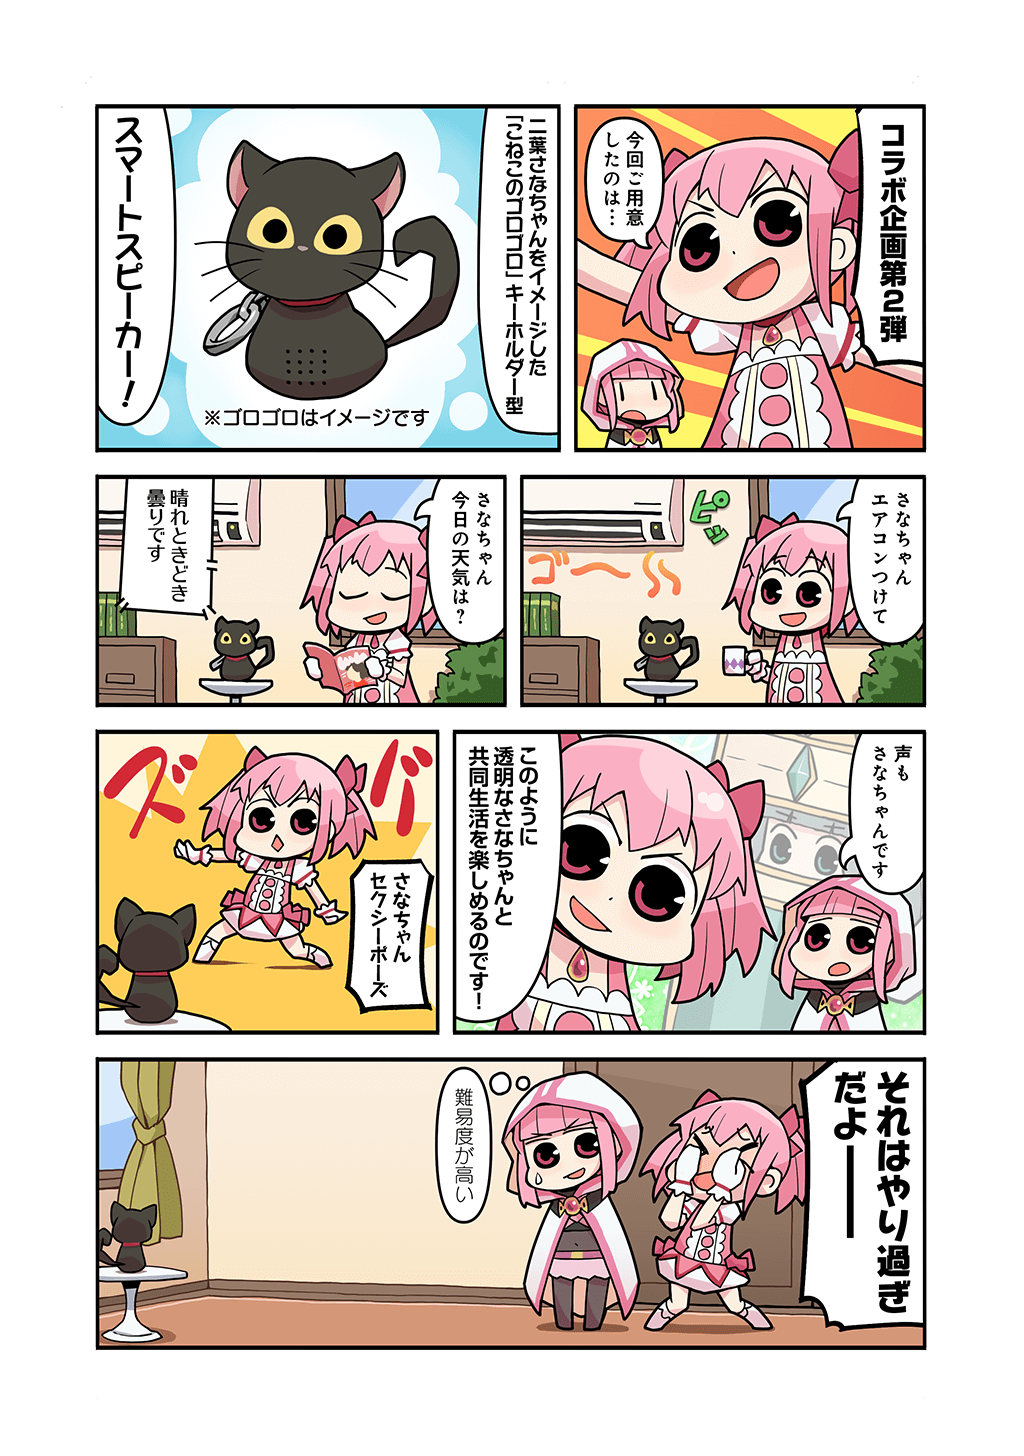 コラボ企画第2弾
今回ご用意
したのは…
二葉さなちゃんをイメージした
「こねこのゴロゴロ」キーホルダー型
スマートスピーカー!
※ゴロゴロはイメージです
さなちゃん
エアコンつけて
ピッ
ゴ〜
さなちゃん
今日の天気は?
晴れときどき
曇りです
声も
さなちゃんです
このように
透明なさなちゃんと
共同生活を楽しめるのです!
さなちゃん
セクシーポーズ
ズバ
それはやり過ぎ
だよ——
難易度が高い